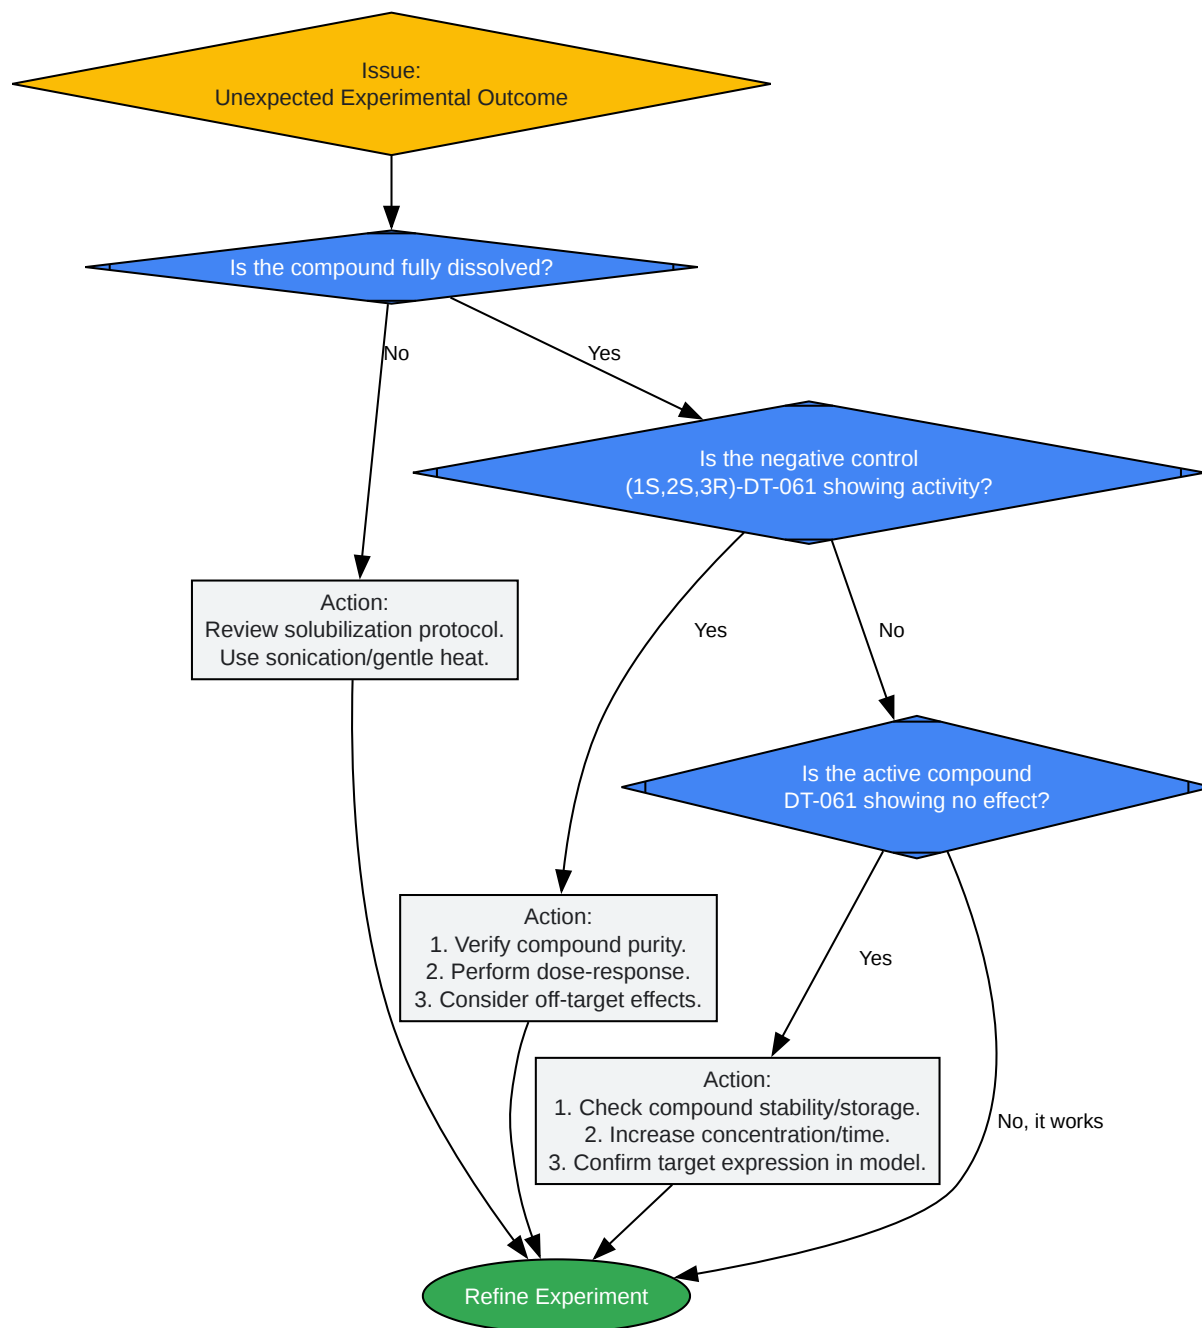 Issue:
Unexpected Experimental Outcome
Is the compound fully dissolved?
No
Yes
Is the negative control
(1S,2S,3R)-DT-061 showing activity?
Action:
Review solubilization protocol.
Use sonication/gentle heat.
Yes
No
Is the active compound
DT-061 showing no effect?
Action:
1. Verify compound purity.
2. Perform dose-response.
3. Consider off-target effects.
Yes
Action:
1. Check compound stability/storage.
2. Increase concentration/time.
3. Confirm target expression in model.
No, it works
Refine Experiment